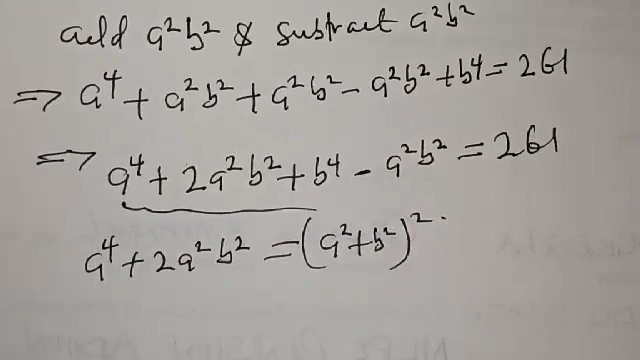 add a²b² & subtract a²b²
⇒ a⁴ + a²b² + a²b² - a²b² + b⁴ = 261
⇒ a⁴ + 2a²b² + b⁴ - a²b² = 261
a⁴ + 2a²b² = (a² + b²)².